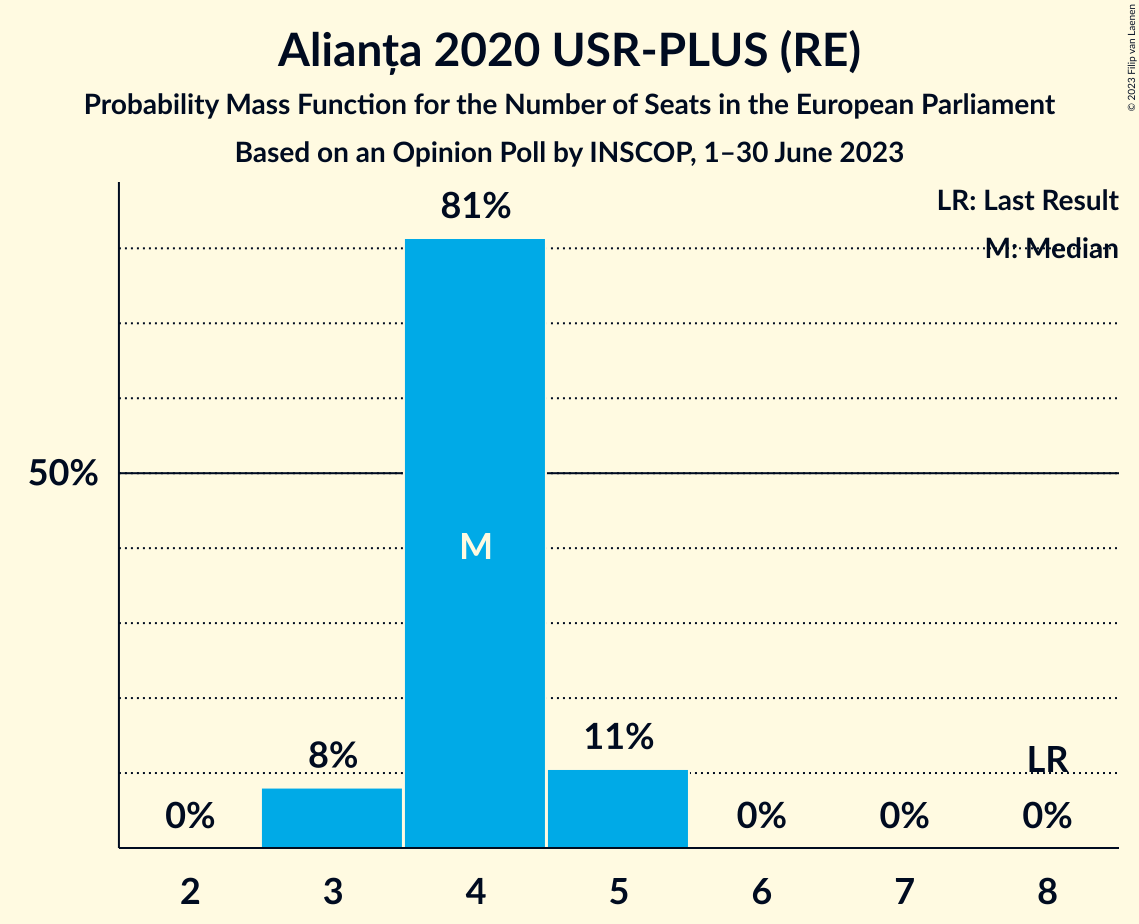 Alianța 2020 USR-PLUS (RE)
Probability Mass Function for the Number of Seats in the European Parliament
Based on an Opinion Poll by INSCOP, 1–30 June 2023
© 2023 Filip van Laenen
LR: Last Result
M: Median
81%
50%
M
8%
11%
LR
0%
0%
0%
0%
2
3
4
5
6
7
8